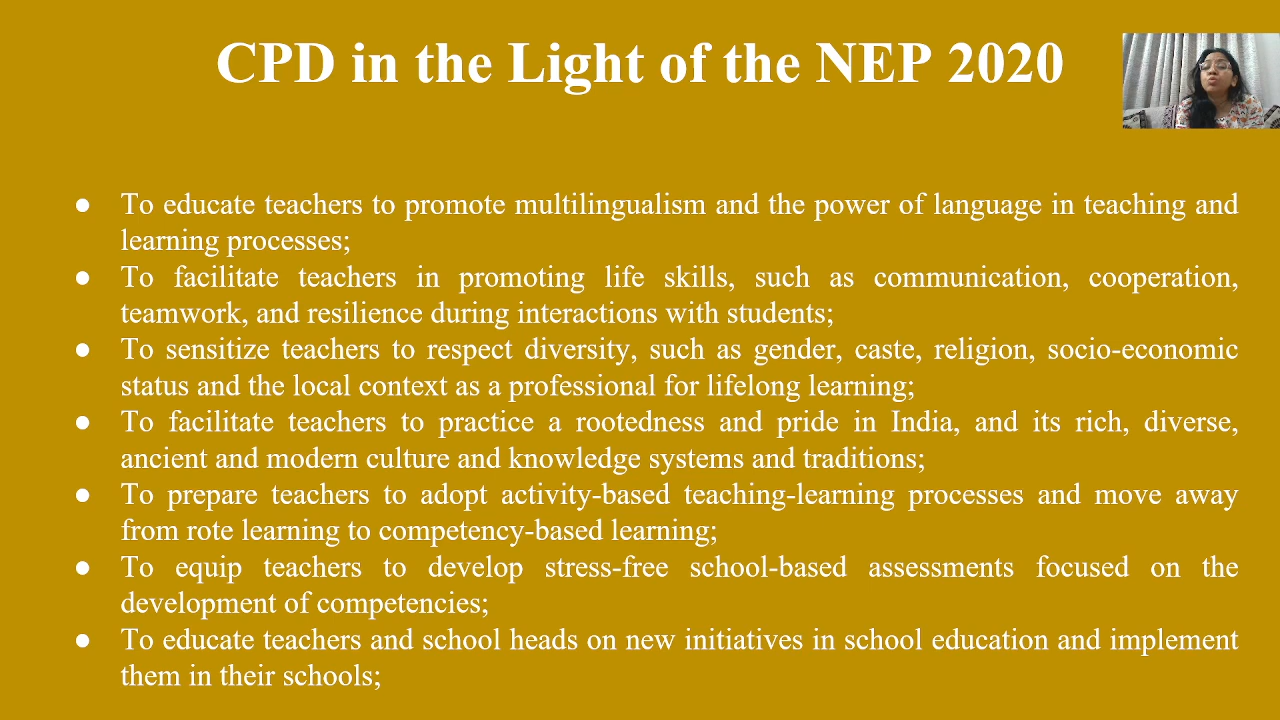 CPD in the Light of the NEP 2020
● To educate teachers to promote multilingualism and the power of language in teaching and
learning processes;
● To facilitate teachers in promoting life skills, such as communication, cooperation,
teamwork, and resilience during interactions with students;
● To sensitize teachers to respect diversity, such as gender, caste, religion, socio-economic
status and the local context as a professional for lifelong learning;
● To facilitate teachers to practice a rootedness and pride in India, and its rich, diverse,
ancient and modern culture and knowledge systems and traditions;
● To prepare teachers to adopt activity-based teaching-learning processes and move away
from rote learning to competency-based learning;
● To equip teachers to develop stress-free school-based assessments focused on the
development of competencies;
● To educate teachers and school heads on new initiatives in school education and implement
them in their schools;